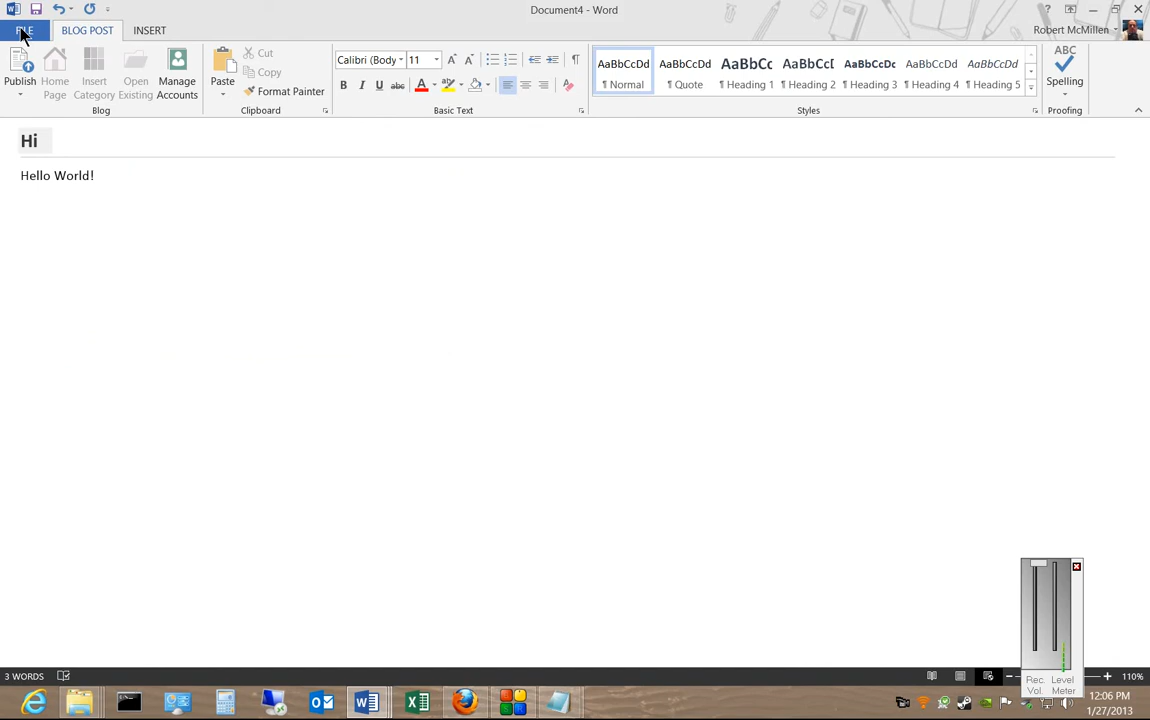 Document4 - Word
FILE BLOG POST INSERT Robert McMillen
Publish Home Page Insert Category Open Existing Manage Accounts
Blog
Paste Cut Copy Format Painter
Clipboard
Calibri (Body 11
B I U abc A
Basic Text
AaBbCcDd AaBbCcDd AaBbCc AaBbCcD AaBbCcDc AaBbCcDd AaBbCcDd
¶ Normal ¶ Quote ¶ Heading 1 ¶ Heading 2 ¶ Heading 3 ¶ Heading 4 ¶ Heading 5
Styles
ABC Spelling
Proofing
Hi
Hello World!
Rec. Vol. Level Meter
3 WORDS 110%
12:06 PM
1/27/2013